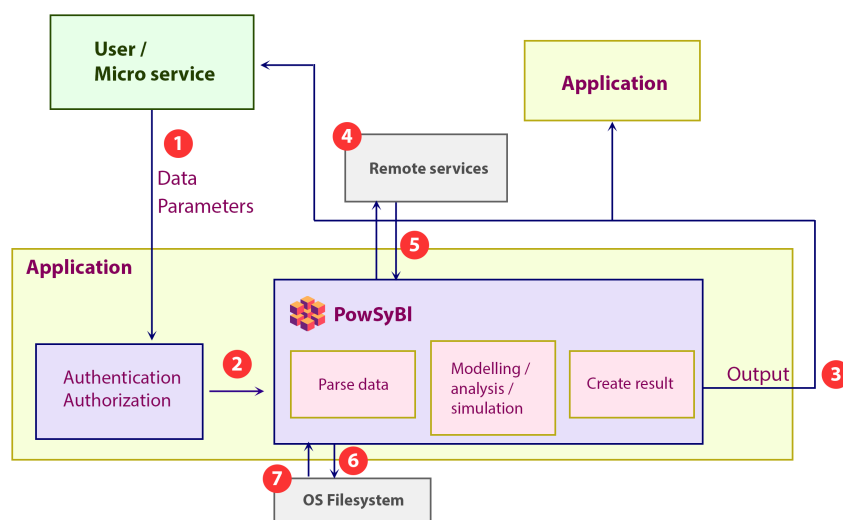 User /
Micro service
Application
1
Data
Parameters
4
Remote services
5
Application
PowSyBl
2
Authentication
Authorization
Parse data
Modelling /
analysis /
simulation
Create result
Output
3
6
7
OS Filesystem